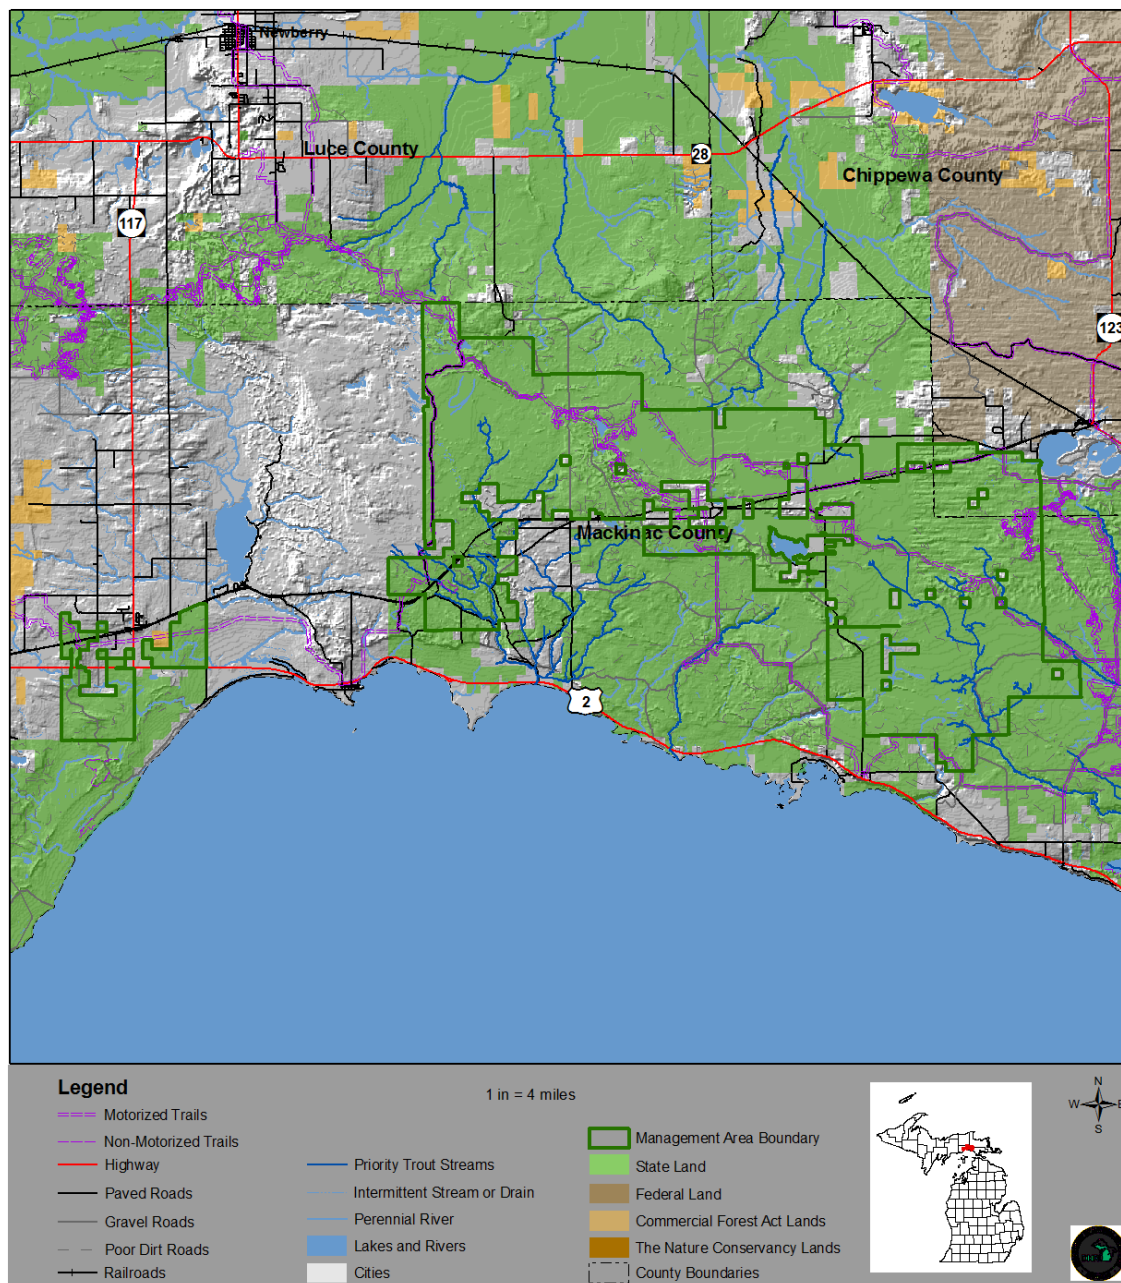 Newberry
Luce County
28
Chippewa County
117
123
Mackinac County
2
Legend
1 in = 4 miles
Motorized Trails
Non-Motorized Trails
Highway
Paved Roads
Gravel Roads
Poor Dirt Roads
Railroads
Priority Trout Streams
Intermittent Stream or Drain
Perennial River
Lakes and Rivers
Cities
Management Area Boundary
State Land
Federal Land
Commercial Forest Act Lands
The Nature Conservancy Lands
County Boundaries
N
W
E
S